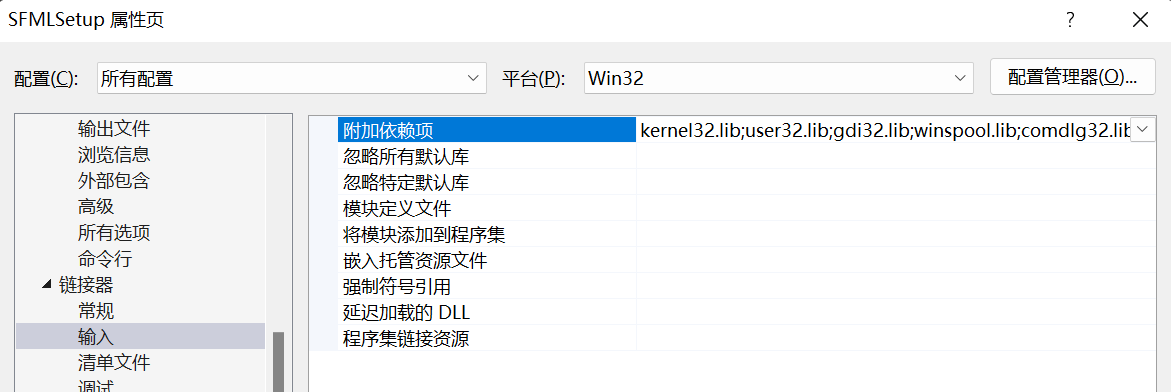 SFMLSetup 属性页
配置(C): 所有配置 平台(P): Win32 配置管理器(O)...
输出文件
浏览信息
外部包含
高级
所有选项
命令行
链接器
常规
输入
清单文件
调试
附加依赖项 kernel32.lib;user32.lib;gdi32.lib;winspool.lib;comdlg32.lib
忽略所有默认库
忽略特定默认库
模块定义文件
将模块添加到程序集
嵌入托管资源文件
强制符号引用
延迟加载的 DLL
程序集链接资源